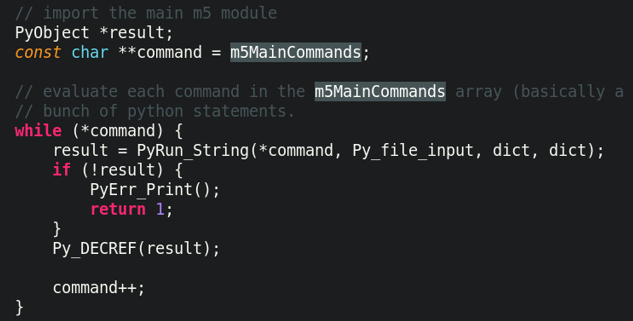 // import the main m5 module
PyObject *result;
const char **command = m5MainCommands;

// evaluate each command in the m5MainCommands array (basically a
// bunch of python statements.
while (*command) {
    result = PyRun_String(*command, Py_file_input, dict, dict);
    if (!result) {
        PyErr_Print();
        return 1;
    }
    Py_DECREF(result);

    command++;
}